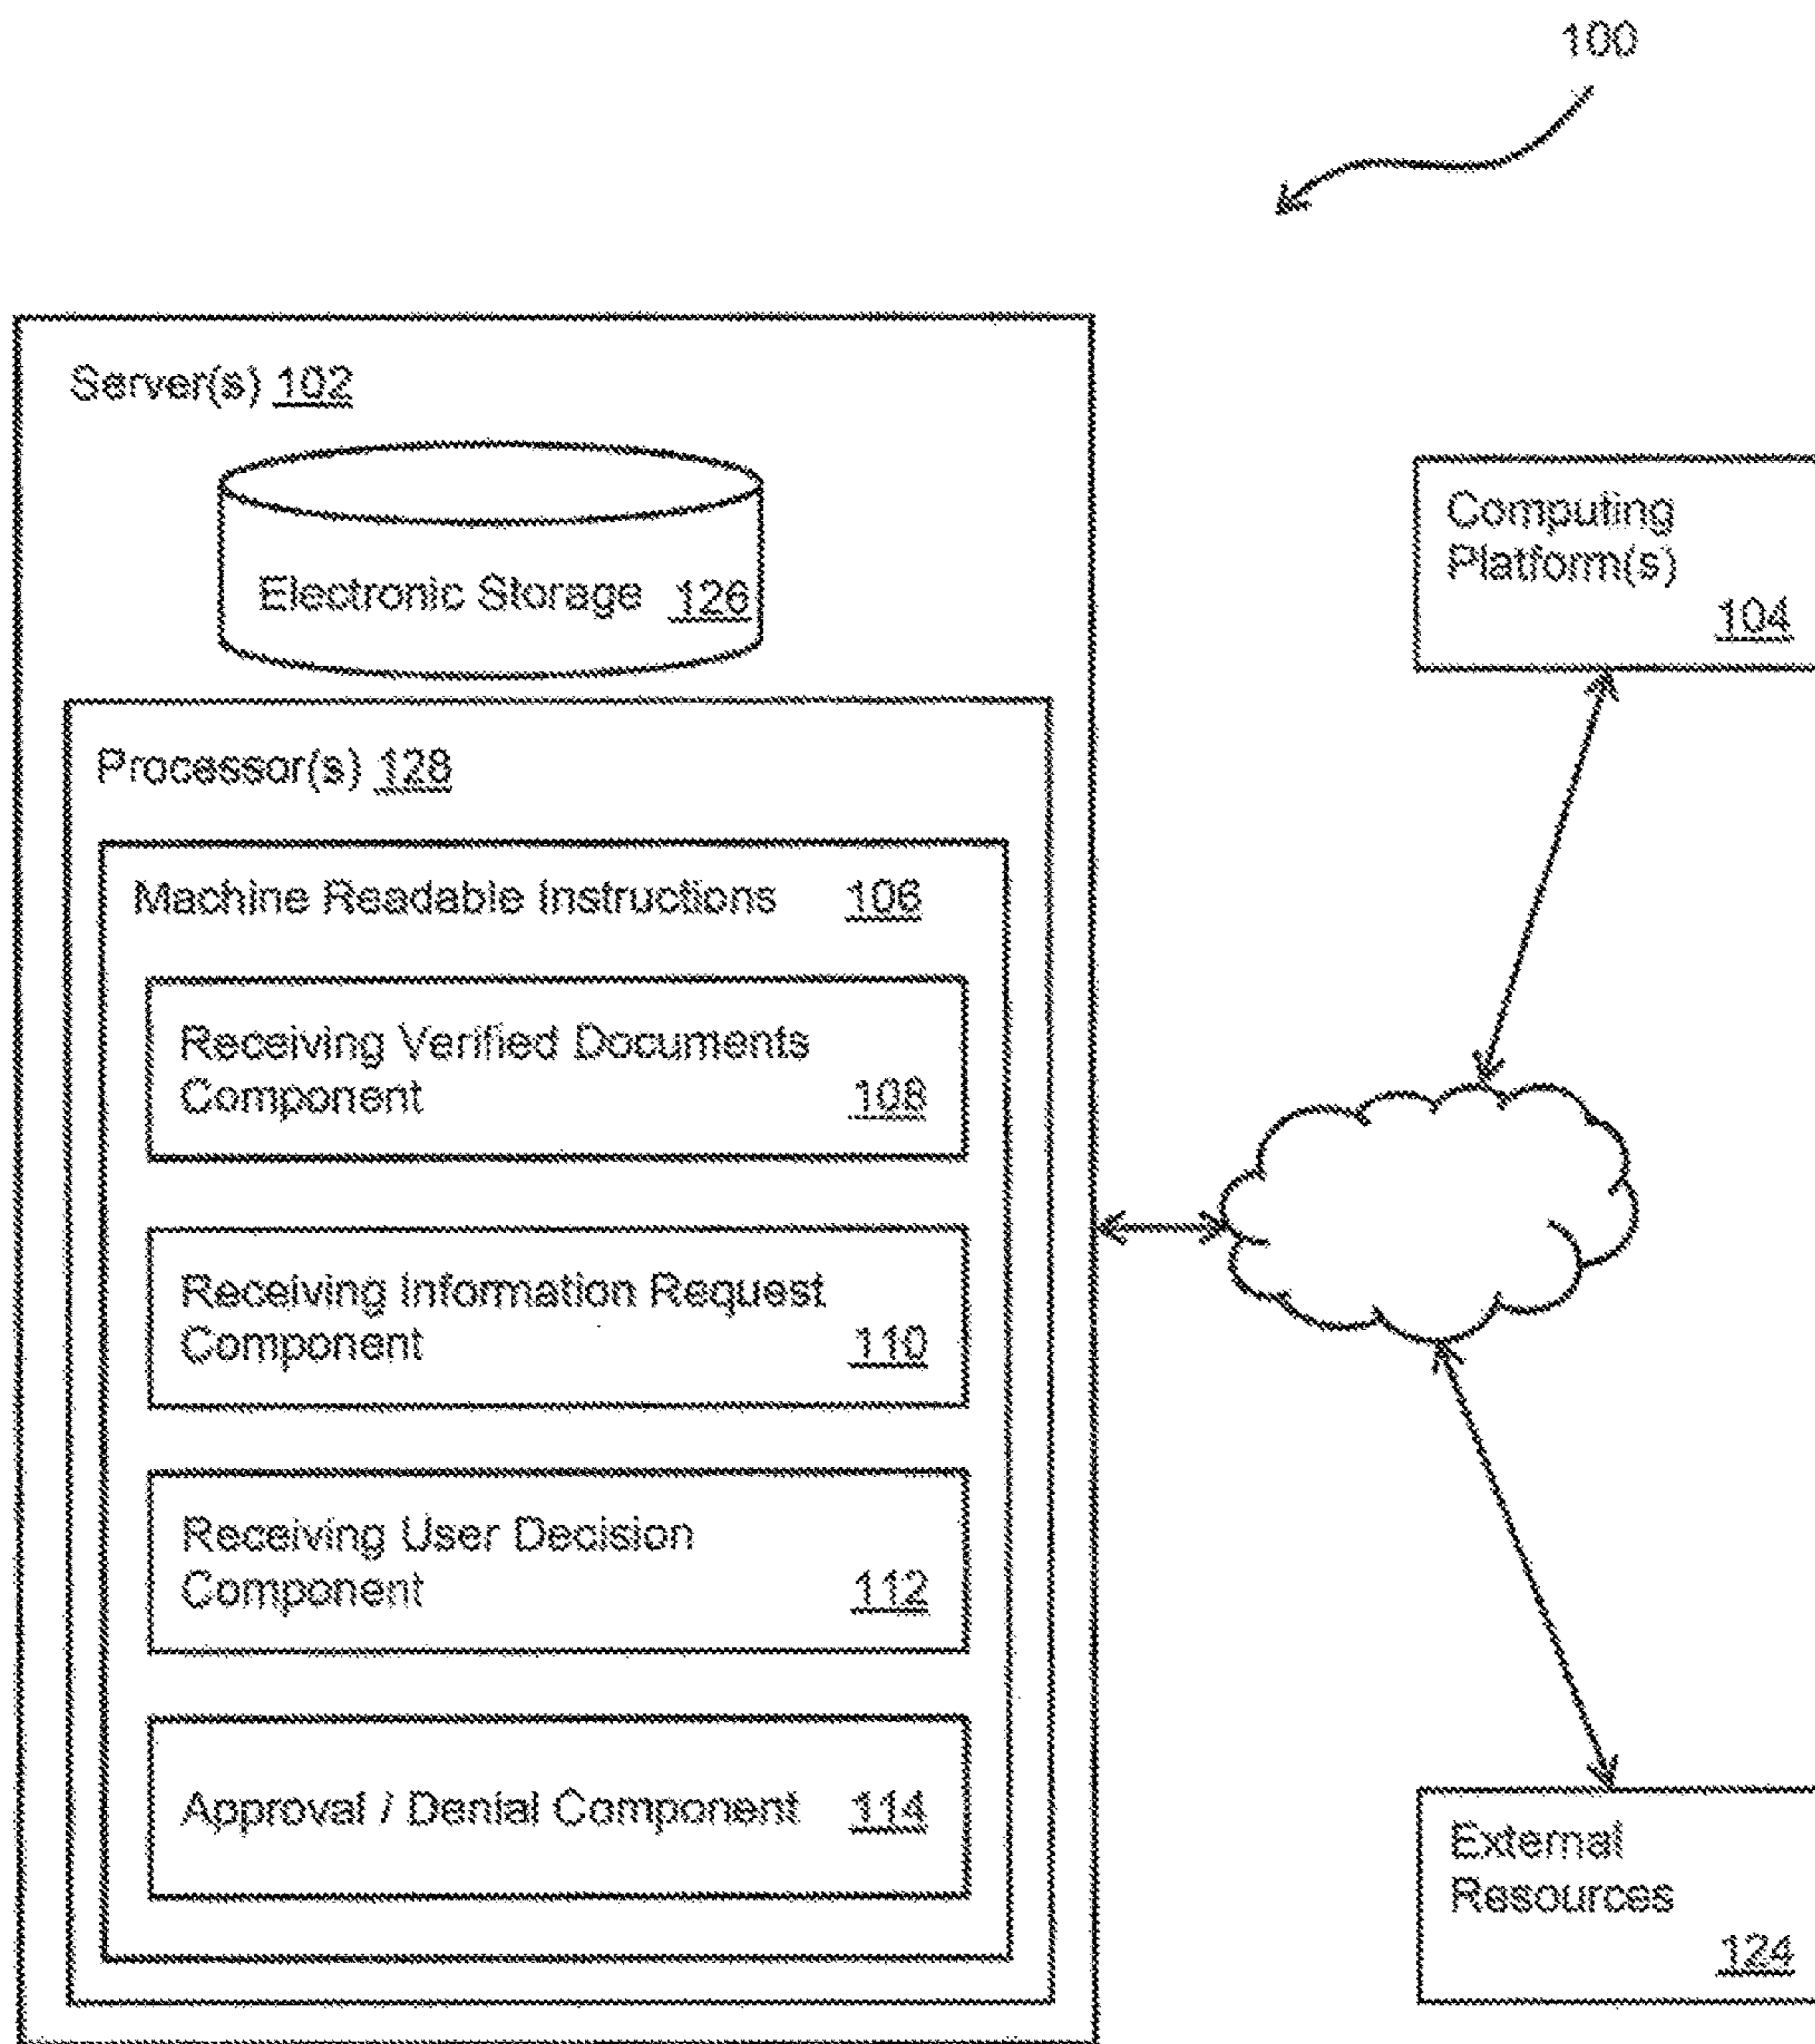 100
Server(s) 102
Electronic Storage 126
Processor(s) 128
Machine Readable Instructions 106
Receiving Verified Documents
Component 108
Receiving Information Request
Component 110
Receiving User Decision
Component 112
Approval / Denial Component 114
Computing
Platform(s)
104
External
Resources
124